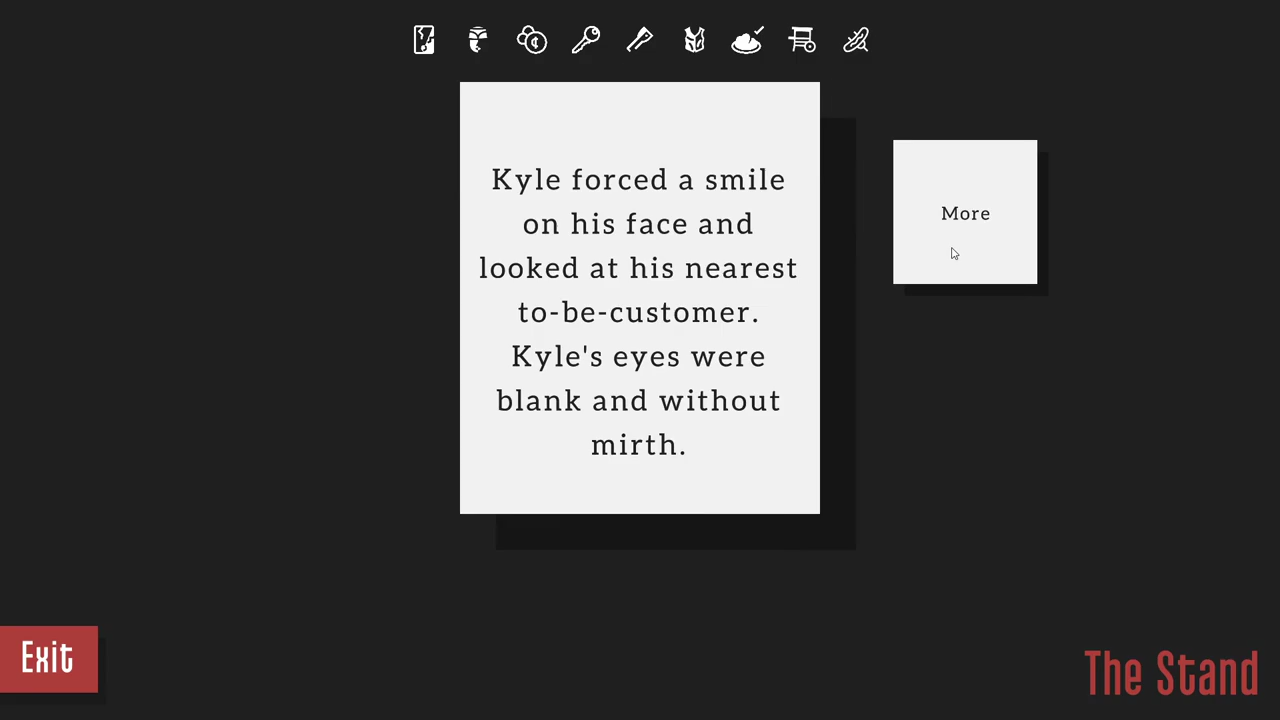 Kyle forced a smile
on his face and
looked at his nearest
to-be-customer.
Kyle's eyes were
blank and without
mirth.
More
Exit
The Stand